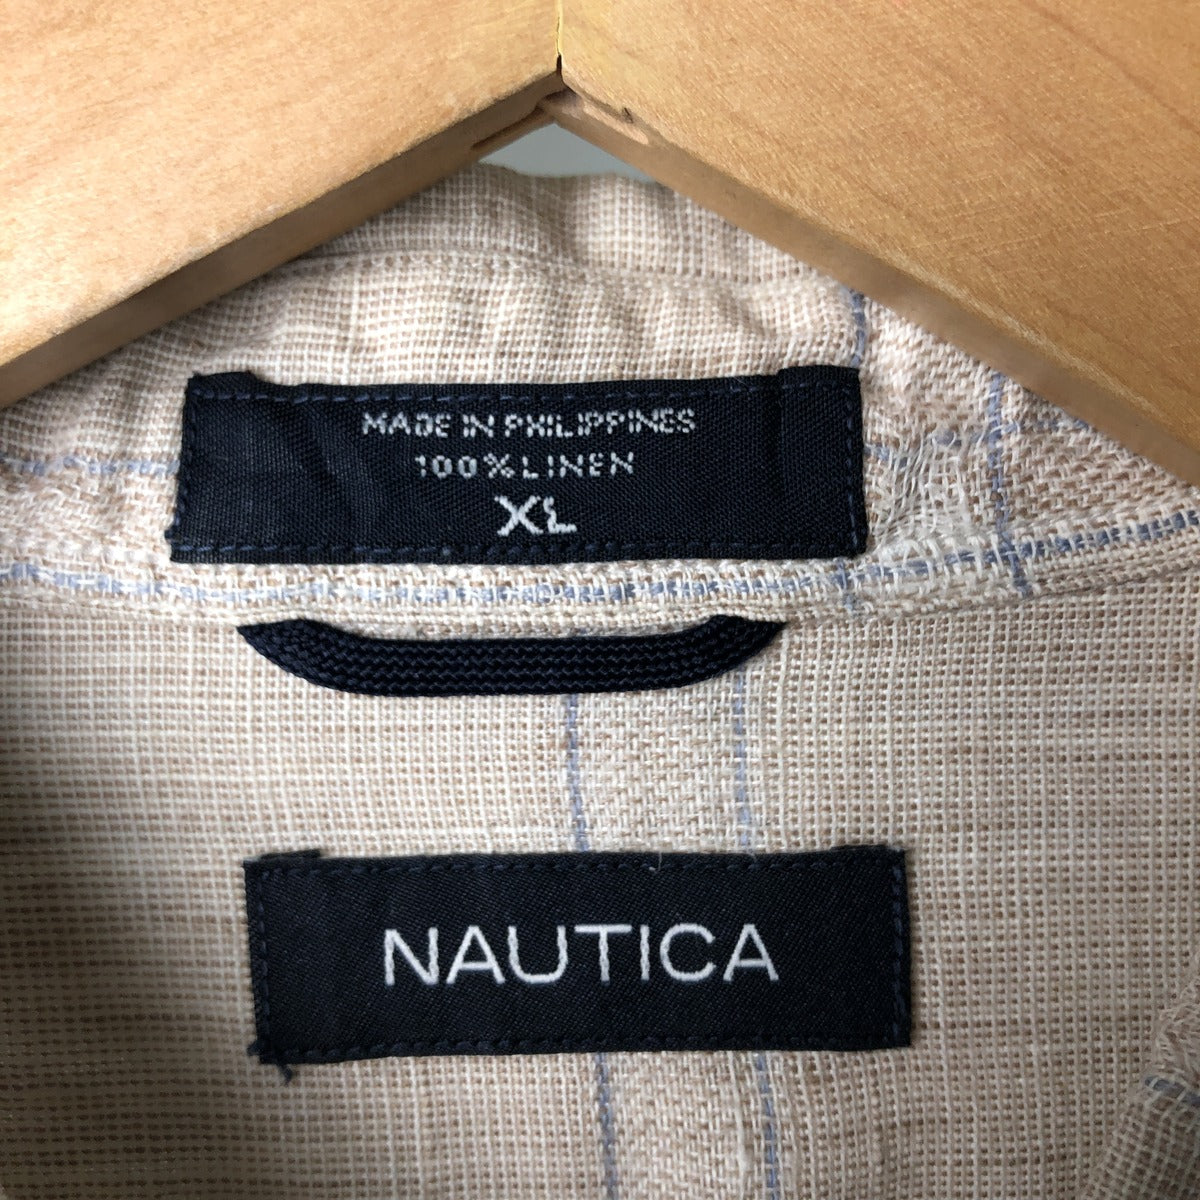 MADE IN PHILIPPINES
100% LINEN
XL
NAUTICA